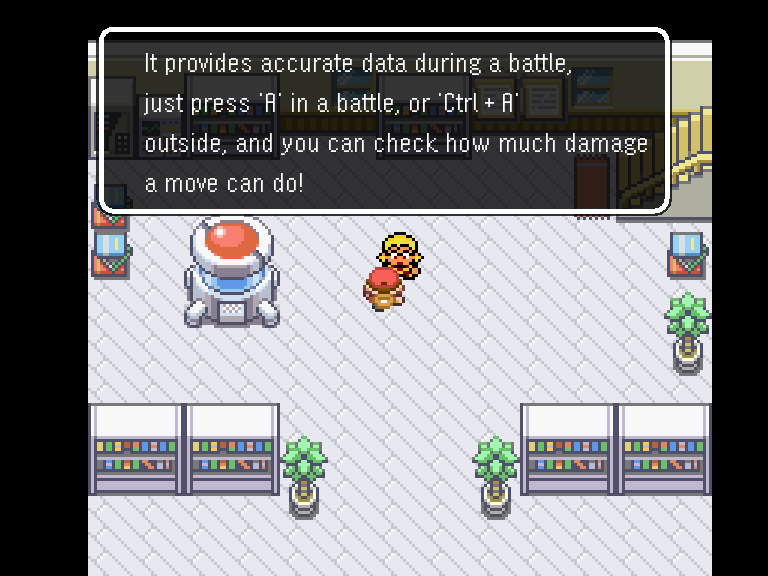 It provides accurate data during a battle,
just press 'A' in a battle, or 'Ctrl + A'
outside, and you can check how much damage
a move can do!